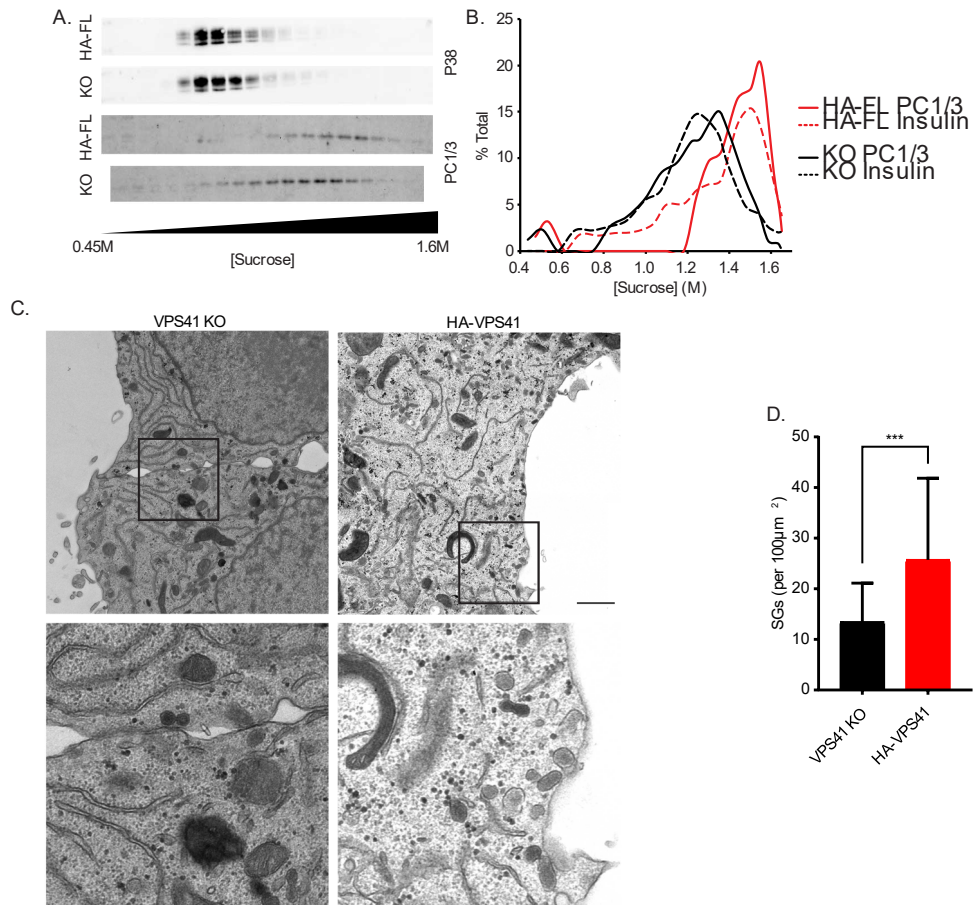 A.
HA-FL
KO
P38
HA-FL
KO
PC1/3
0.45M
1.6M
[Sucrose]
B.
% Total
25
20
15
10
5
0
0.4 0.6 0.8 1.0 1.2 1.4 1.6
[Sucrose] (M)
HA-FL PC1/3
HA-FL Insulin
KO PC1/3
KO Insulin
C.
VPS41 KO
HA-VPS41
D.
***
SGs (per 100µm ²)
50
40
30
20
10
0
VPS41 KO
HA-VPS41